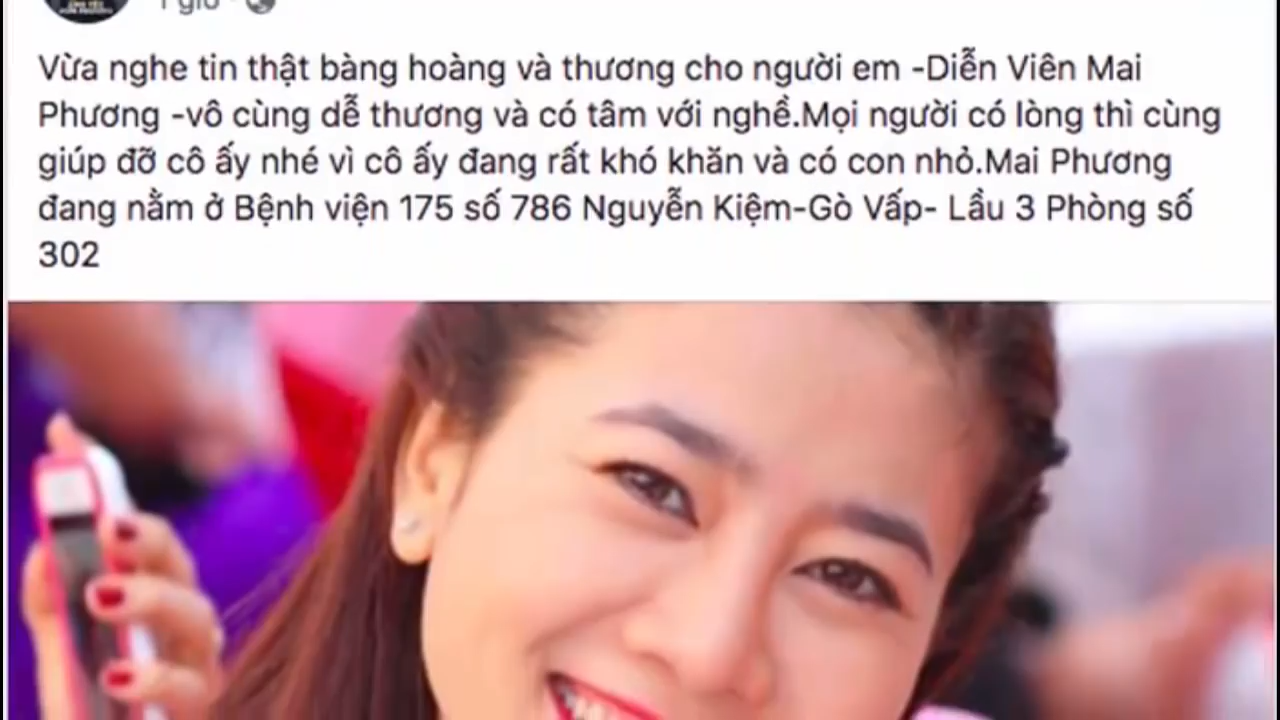 1 giờ
Vừa nghe tin thật bàng hoàng và thương cho người em -Diễn Viên Mai
Phương -vô cùng dễ thương và có tâm với nghề.Mọi người có lòng thì cùng
giúp đỡ cô ấy nhé vì cô ấy đang rất khó khăn và có con nhỏ.Mai Phương
đang nằm ở Bệnh viện 175 số 786 Nguyễn Kiệm-Gò Vấp- Lầu 3 Phòng số
302